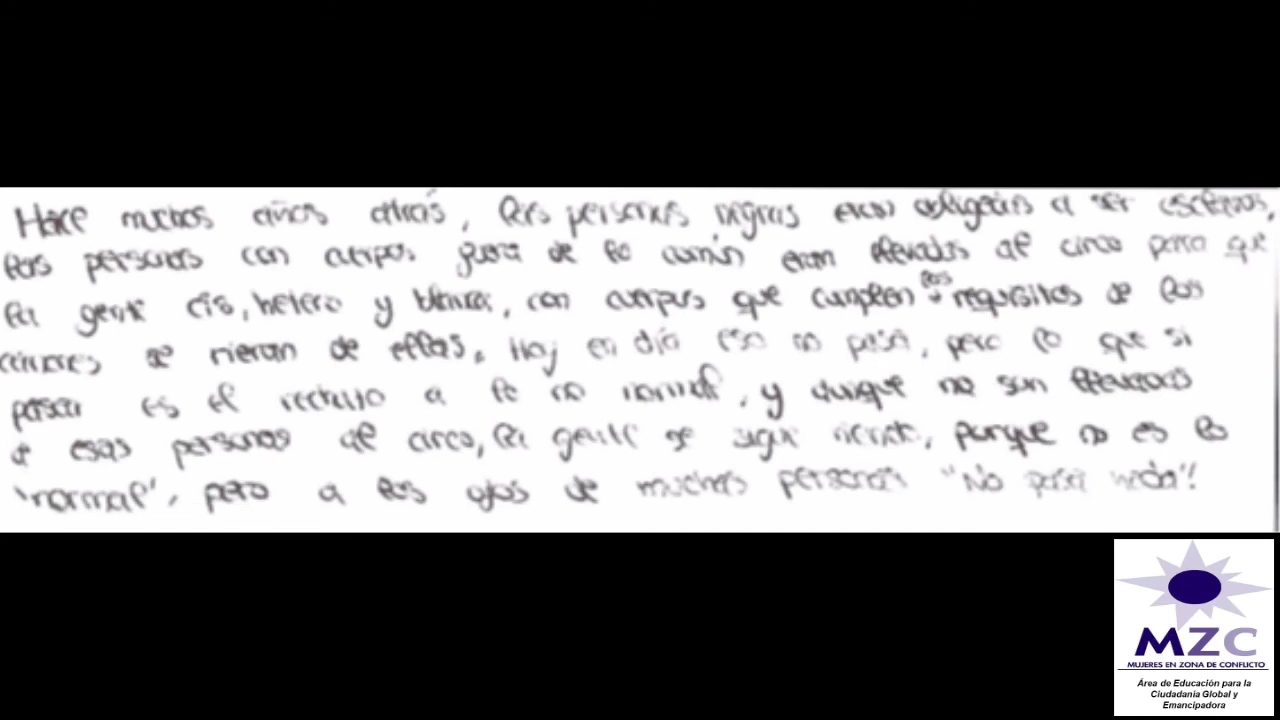 Hace muchos años atrás, las personas negras eran obligadas a ser esclavos,
las personas con cuerpos fuera de lo común eran llevados al circo para que
la gente cis, hetero y blanca, con cuerpos que cumplen los requisitos de los
cánones se rieran de ellas. Hoy en día eso no pasa, pero lo que si
pasa es el rechazo a lo no normal, y aunque no son llevadas
esas personas al circo, la gente se sigue riendo, porque no es lo
"normal", pero a los ojos de muchas personas "No pasa nada"!
MZC
MUJERES EN ZONA DE CONFLICTO
Área de Educación para la
Ciudadanía Global y
Emancipadora